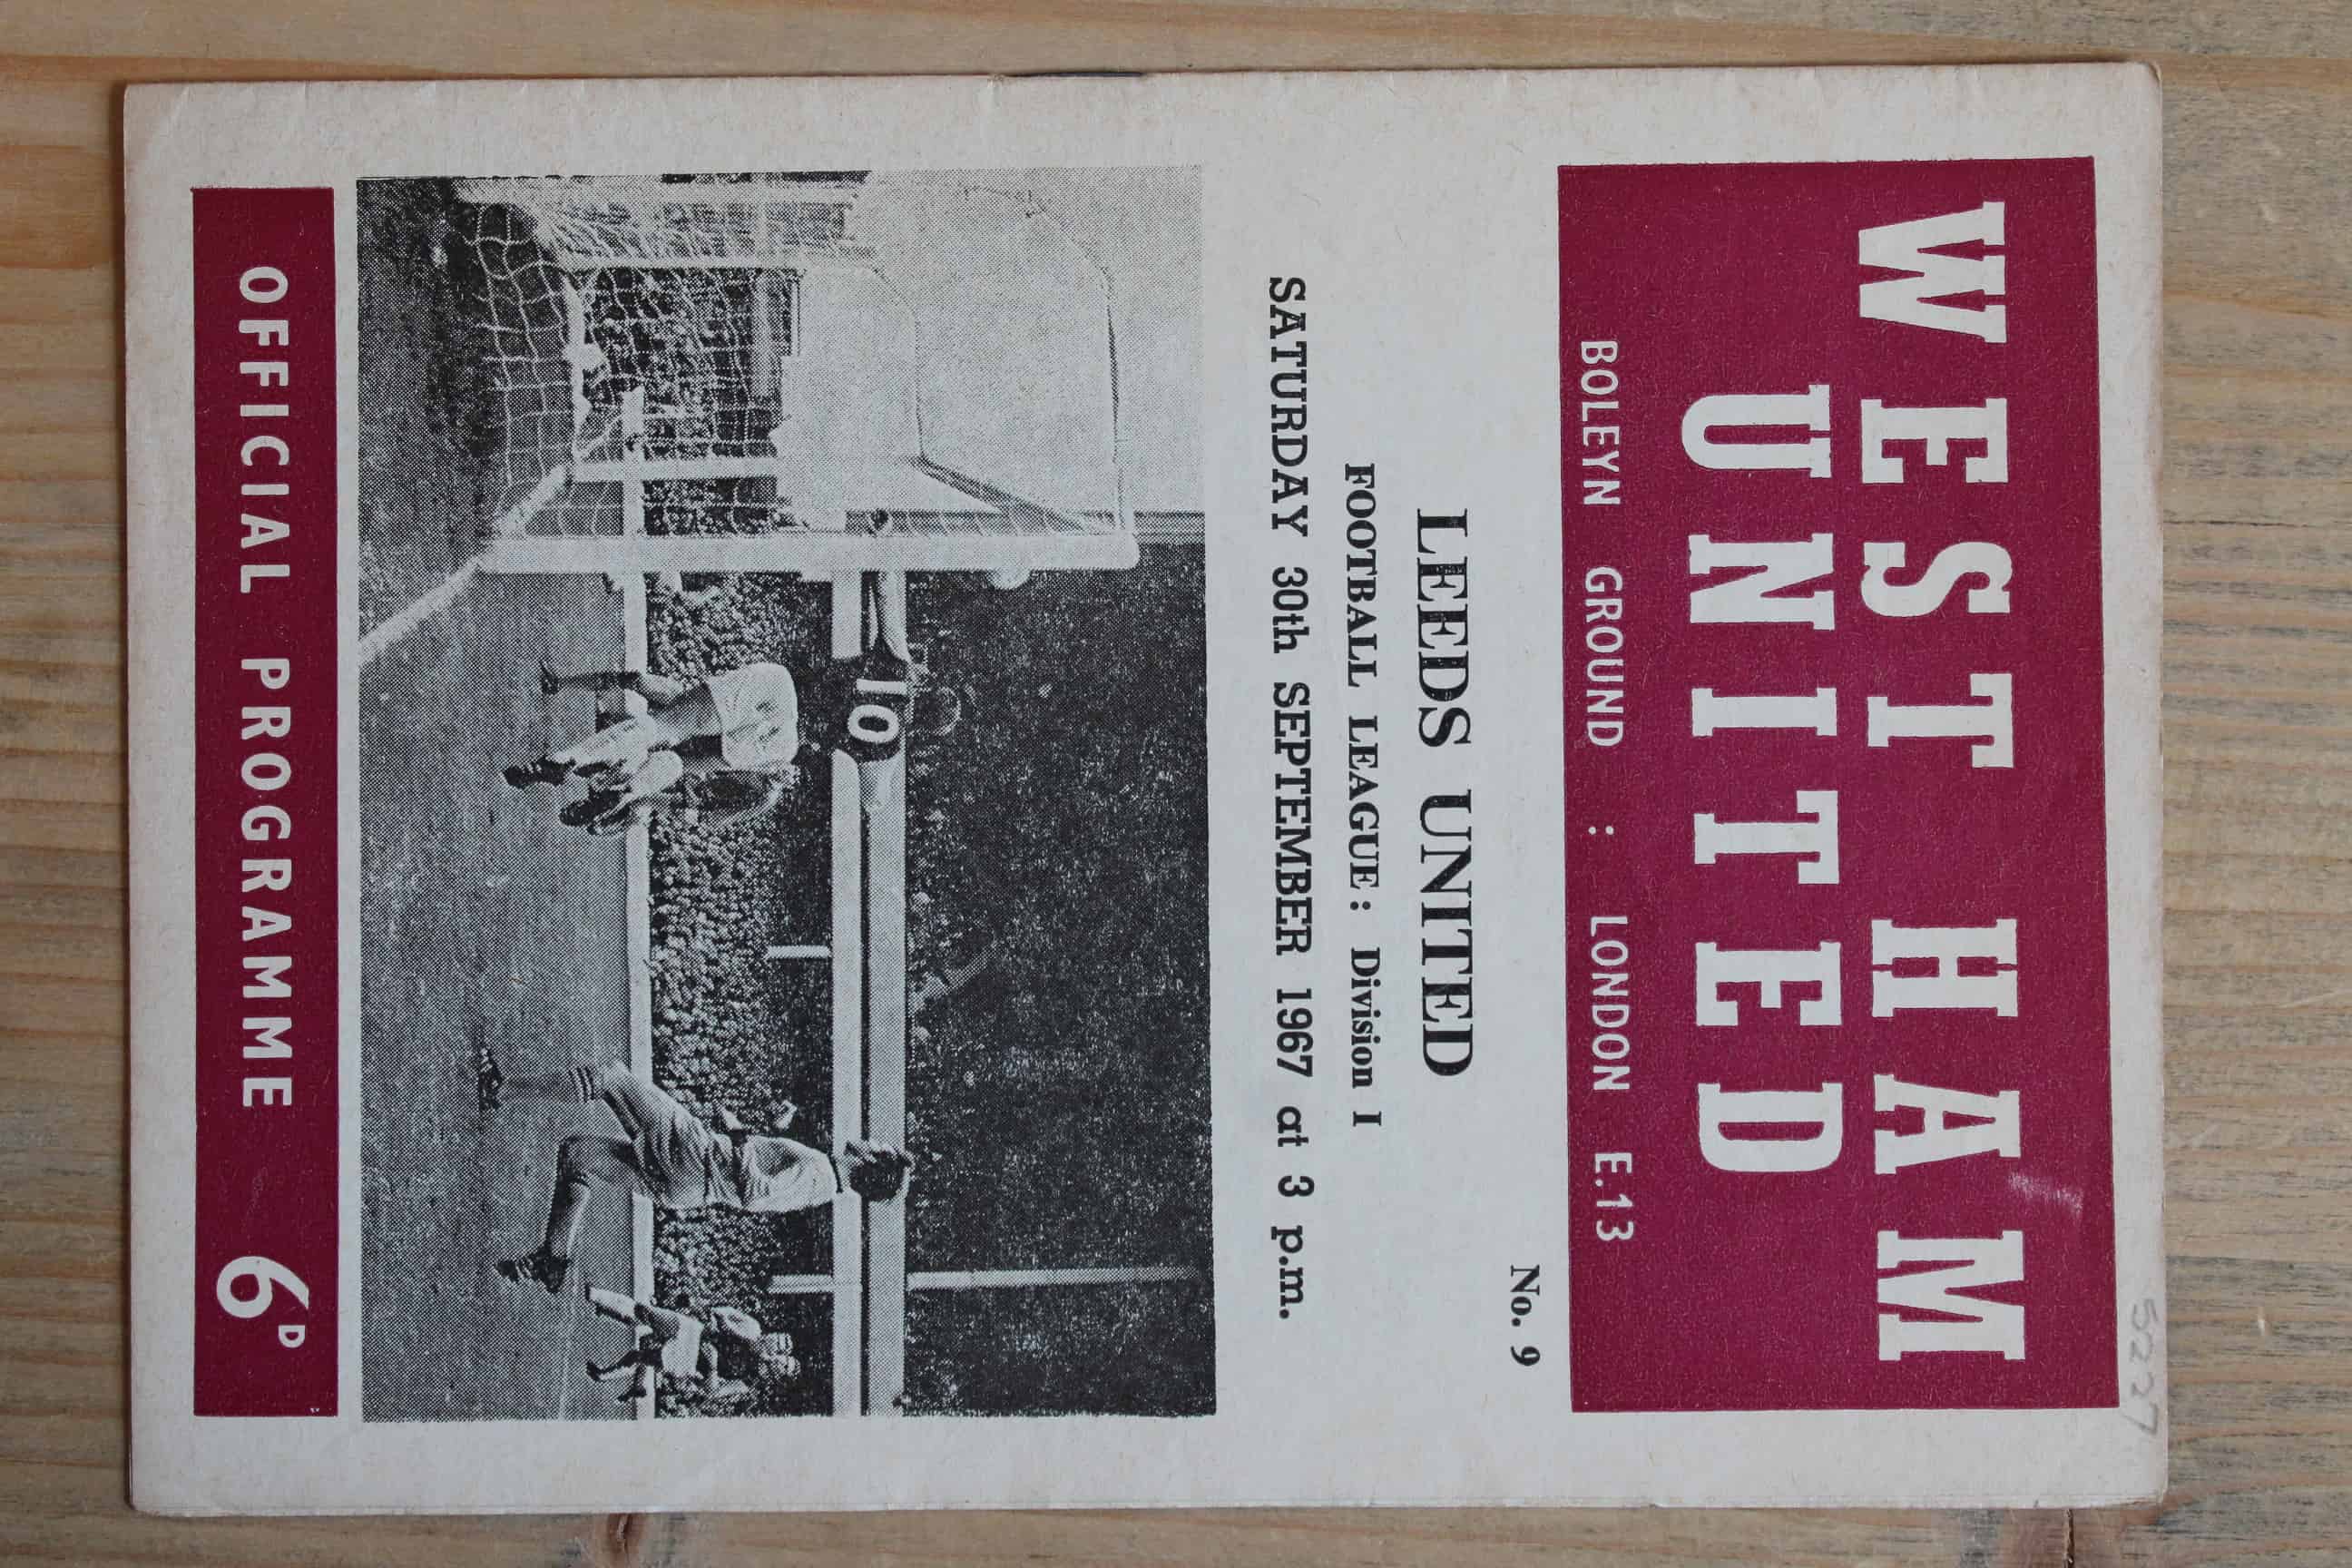 5227
WEST HAM
UNITED
BOLEYN GROUND : LONDON E.13
No. 9
LEEDS UNITED
FOOTBALL LEAGUE : Division I
SATURDAY 30th SEPTEMBER 1967 at 3 p.m.
10
OFFICIAL PROGRAMME 6D